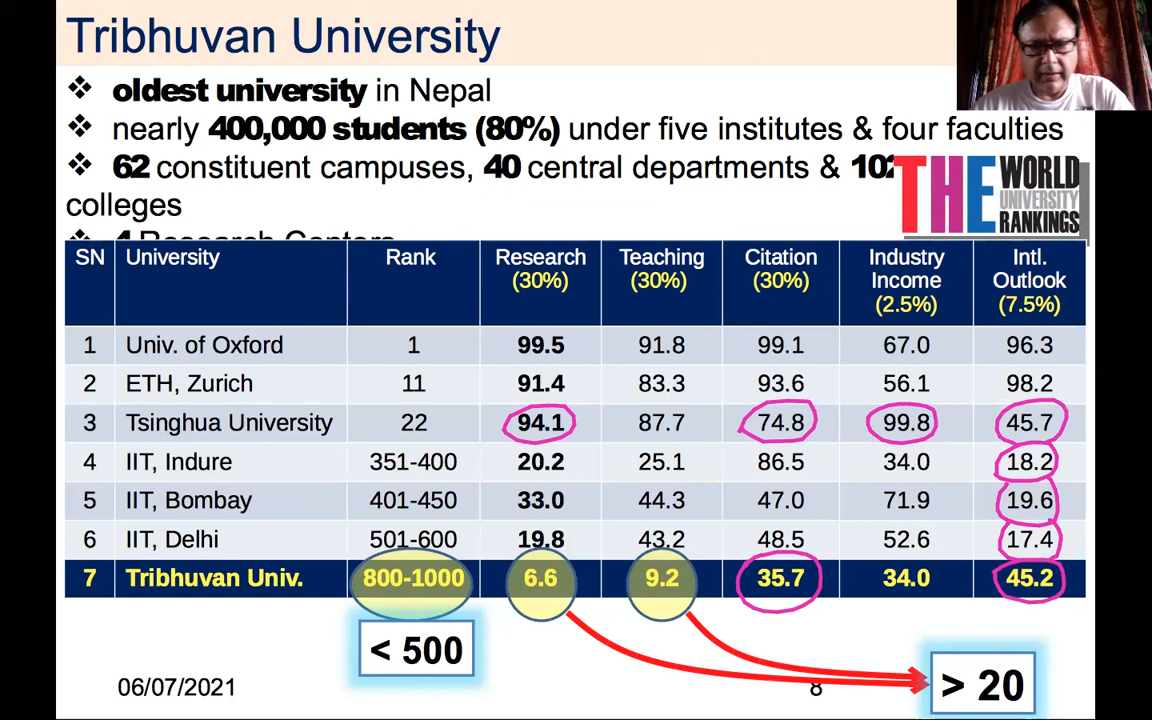 Tribhuvan University
❖ oldest university in Nepal
❖ nearly 400,000 students (80%) under five institutes & four faculties
❖ 62 constituent campuses, 40 central departments &
colleges
❖ 4 Research Centers
THE WORLD UNIVERSITY RANKINGS
SN University Rank Research (30%) Teaching (30%) Citation (30%) Industry Income (2.5%) Intl. Outlook (7.5%)
1 Univ. of Oxford 1 99.5 91.8 99.1 67.0 96.3
2 ETH, Zurich 11 91.4 83.3 93.6 56.1 98.2
3 Tsinghua University 22 94.1 87.7 74.8 99.8 45.7
4 IIT, Indure 351-400 20.2 25.1 86.5 34.0 18.2
5 IIT, Bombay 401-450 33.0 44.3 47.0 71.9 19.6
6 IIT, Delhi 501-600 19.8 43.2 48.5 52.6 17.4
7 Tribhuvan Univ. 800-1000 6.6 9.2 35.7 34.0 45.2
< 500
> 20
06/07/2021 8